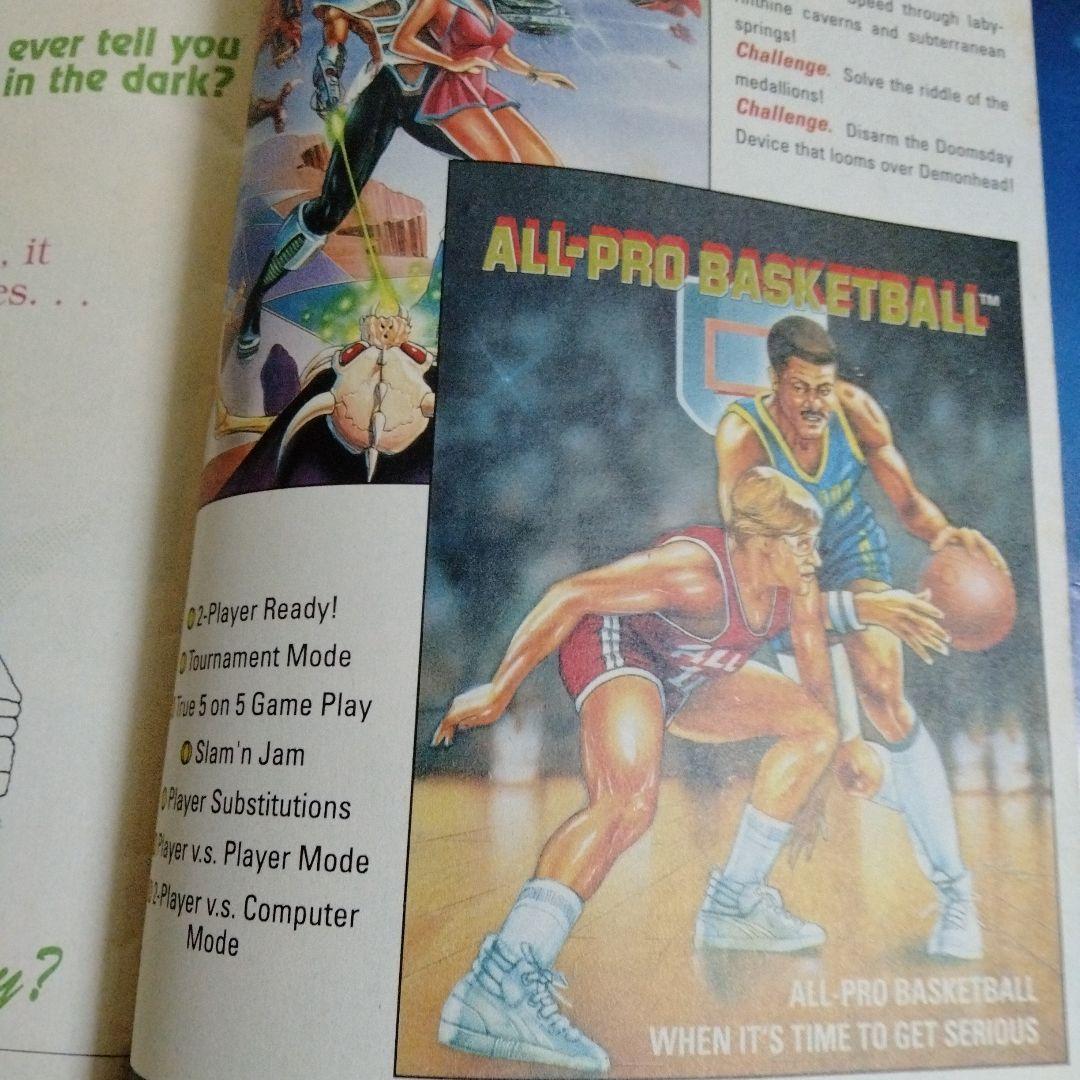 ever tell you
in the dark?
, it
es. . .
y?
speed through laby-
rinthine caverns and subterranean
springs!
Challenge. Solve the riddle of the
medallions!
Challenge. Disarm the Doomsday
Device that looms over Demonhead!
ALL-PRO BASKETBALL™
2-Player Ready!
Tournament Mode
True 5 on 5 Game Play
Slam'n Jam
Player Substitutions
Player v.s. Player Mode
2-Player v.s. Computer
Mode
ALL
ALL-PRO BASKETBALL
WHEN IT'S TIME TO GET SERIOUS